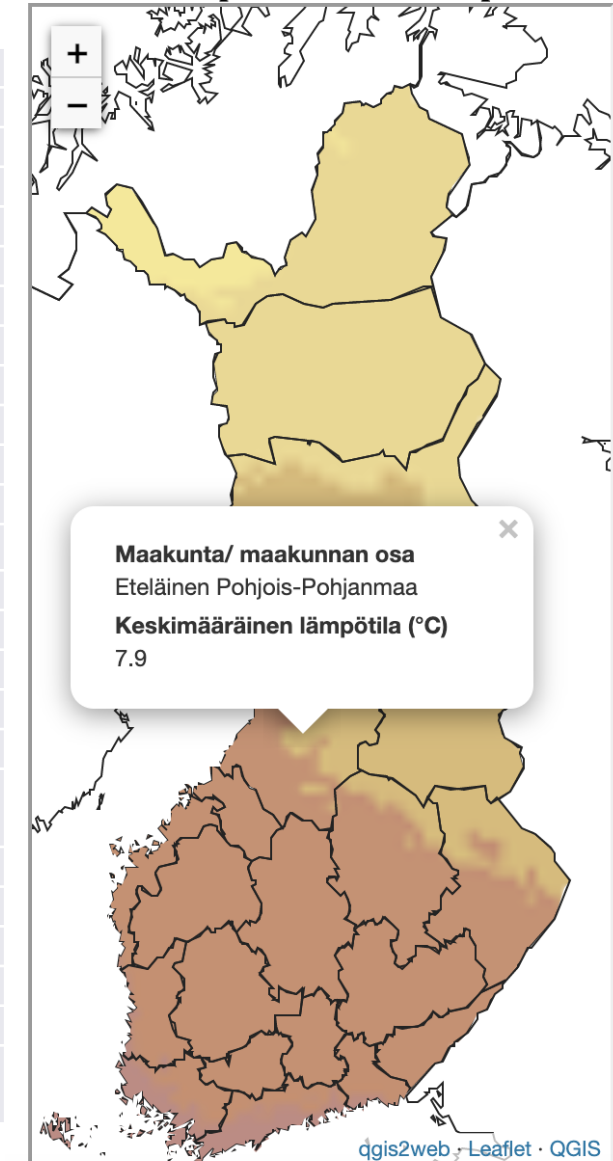 +
−
×
Maakunta/ maakunnan osa
Eteläinen Pohjois-Pohjanmaa
Keskimääräinen lämpötila (°C)
7.9
qgis2web · Leaflet · QGIS